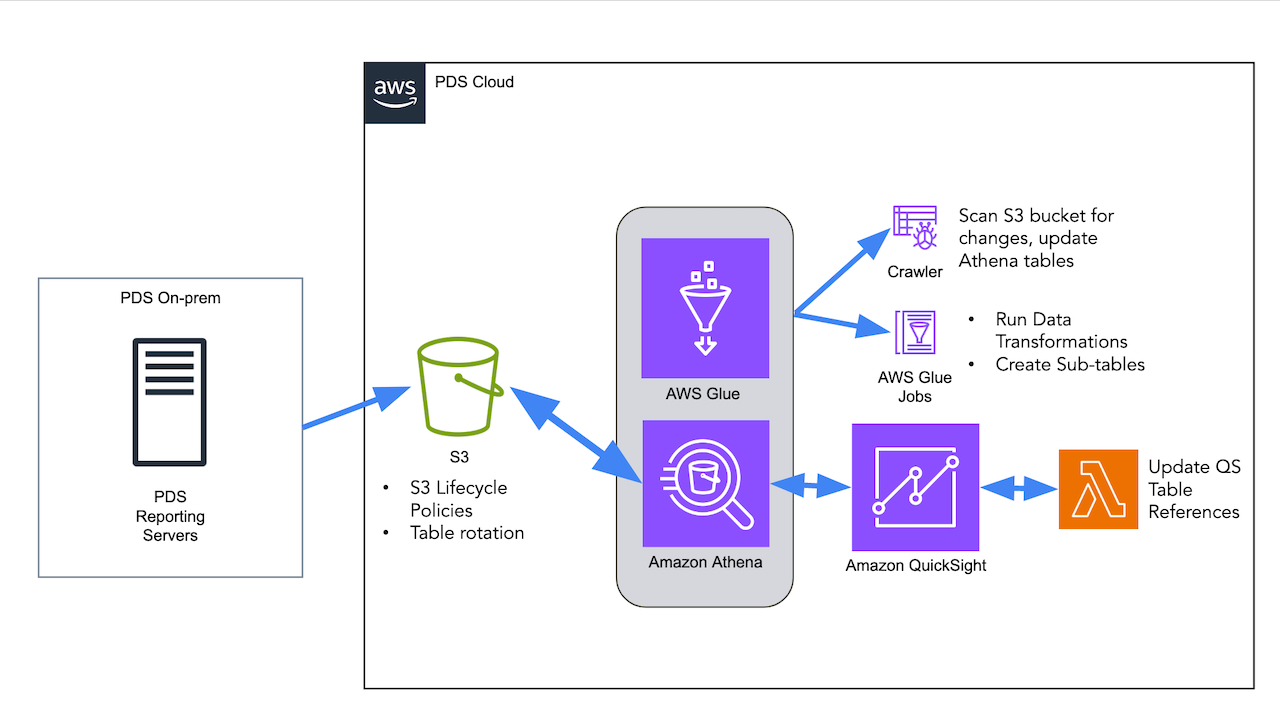 aws
PDS Cloud
PDS On-prem
PDS
Reporting
Servers
S3
• S3 Lifecycle
Policies
• Table rotation
AWS Glue
Amazon Athena
Crawler
Scan S3 bucket for
changes, update
Athena tables
AWS Glue
Jobs
• Run Data
Transformations
• Create Sub-tables
Amazon QuickSight
Update QS
Table
References